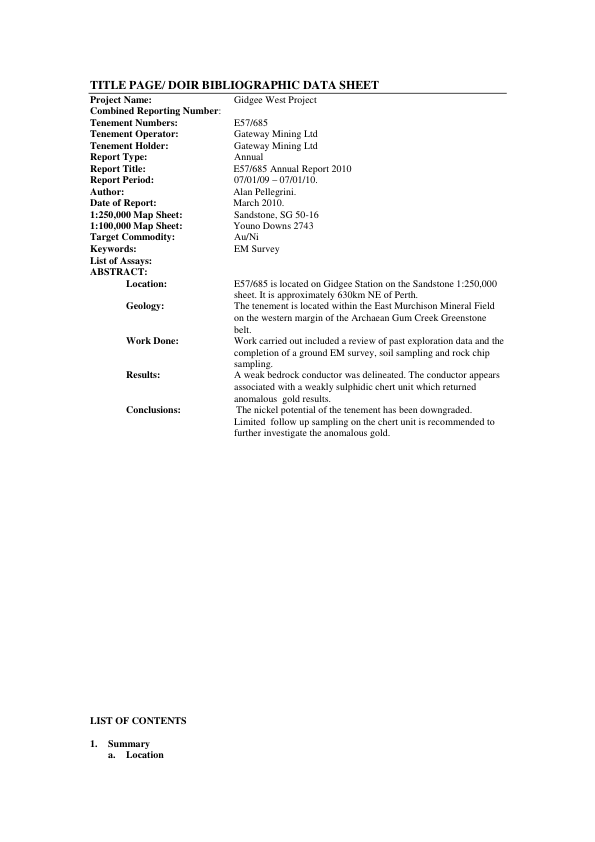 TITLE PAGE/ DOIR BIBLIOGRAPHIC DATA SHEET
Project Name: Gidgee West Project
Combined Reporting Number:
Tenement Numbers: E57/685
Tenement Operator: Gateway Mining Ltd
Tenement Holder: Gateway Mining Ltd
Report Type: Annual
Report Title: E57/685 Annual Report 2010
Report Period: 07/01/09 – 07/01/10.
Author: Alan Pellegrini.
Date of Report: March 2010.
1:250,000 Map Sheet: Sandstone, SG 50-16
1:100,000 Map Sheet: Youno Downs 2743
Target Commodity: Au/Ni
Keywords: EM Survey
List of Assays:
ABSTRACT:
Location: E57/685 is located on Gidgee Station on the Sandstone 1:250,000
sheet. It is approximately 630km NE of Perth.
Geology: The tenement is located within the East Murchison Mineral Field
on the western margin of the Archaean Gum Creek Greenstone
belt.
Work Done: Work carried out included a review of past exploration data and the
completion of a ground EM survey, soil sampling and rock chip
sampling.
Results: A weak bedrock conductor was delineated. The conductor appears
associated with a weakly sulphidic chert unit which returned
anomalous gold results.
Conclusions: The nickel potential of the tenement has been downgraded.
Limited follow up sampling on the chert unit is recommended to
further investigate the anomalous gold.
LIST OF CONTENTS
1. Summary
a. Location